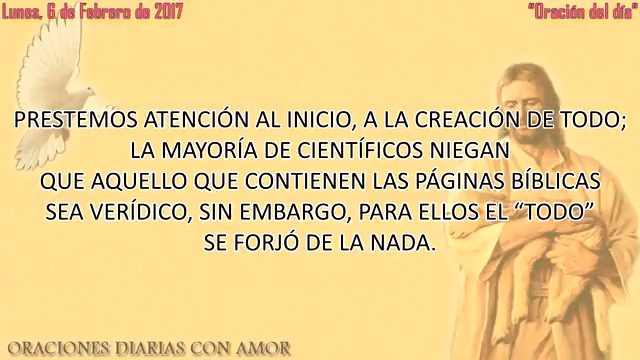 Lunes, 6 de Febrero de 2017
"Oración del día"
PRESTEMOS ATENCIÓN AL INICIO, A LA CREACIÓN DE TODO;
LA MAYORÍA DE CIENTÍFICOS NIEGAN
QUE AQUELLO QUE CONTIENEN LAS PÁGINAS BÍBLICAS
SEA VERÍDICO, SIN EMBARGO, PARA ELLOS EL “TODO”
SE FORJÓ DE LA NADA.
ORACIONES DIARIAS CON AMOR